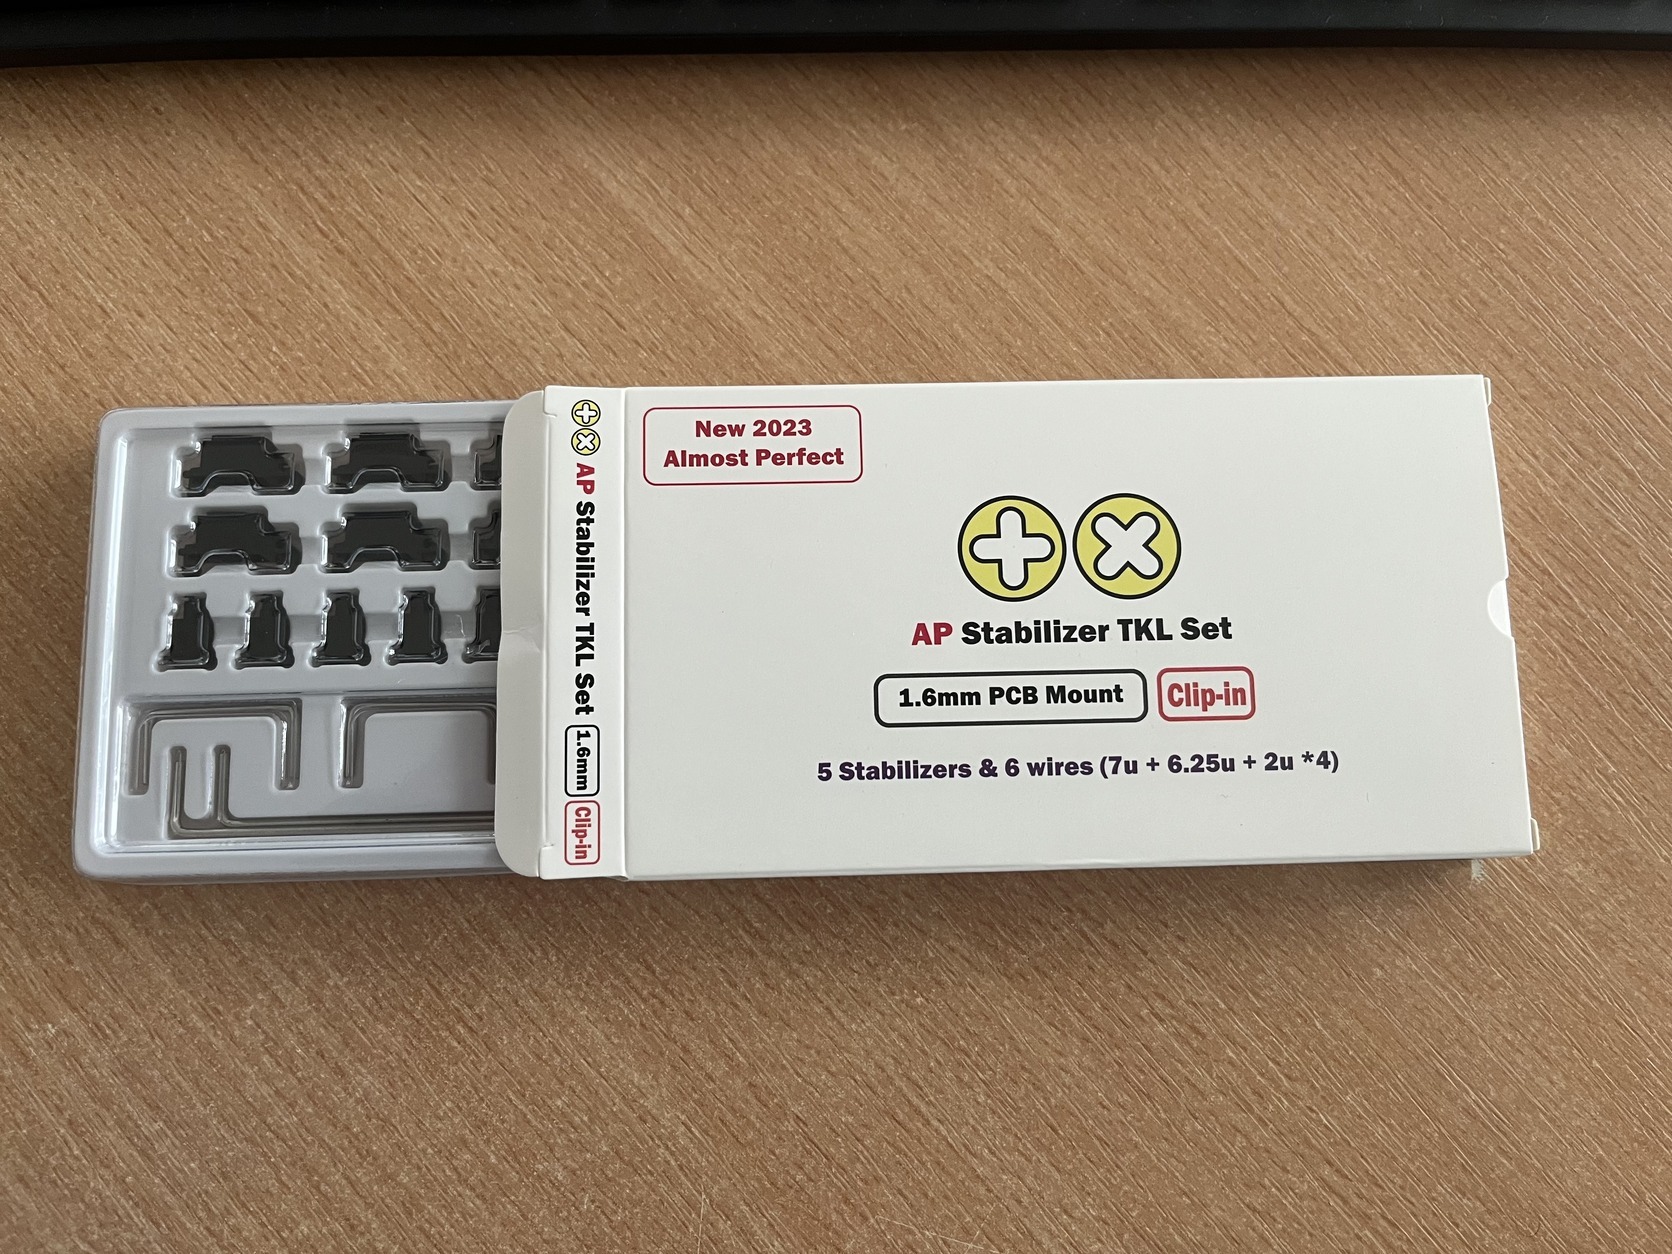 AP Stabilizer TKL Set 1.6mm Clip-in
New 2023
Almost Perfect
AP Stabilizer TKL Set
1.6mm PCB Mount Clip-in
5 Stabilizers & 6 wires (7u + 6.25u + 2u *4)